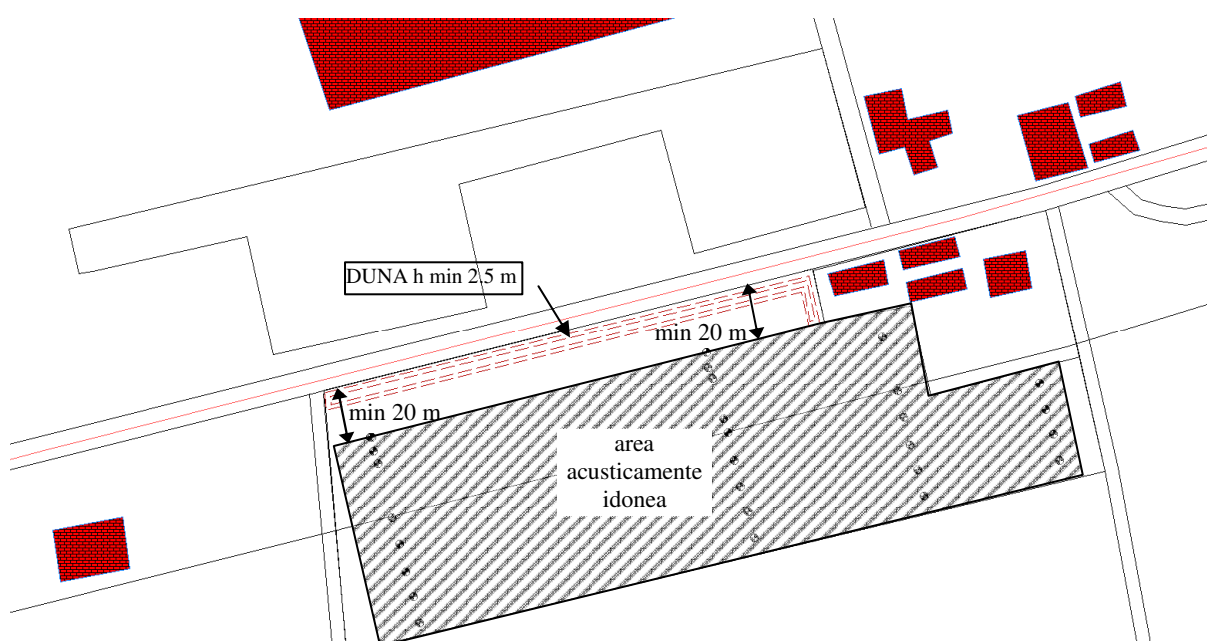 DUNA h min 2.5 m
min 20 m
min 20 m
area
acusticamente
idonea